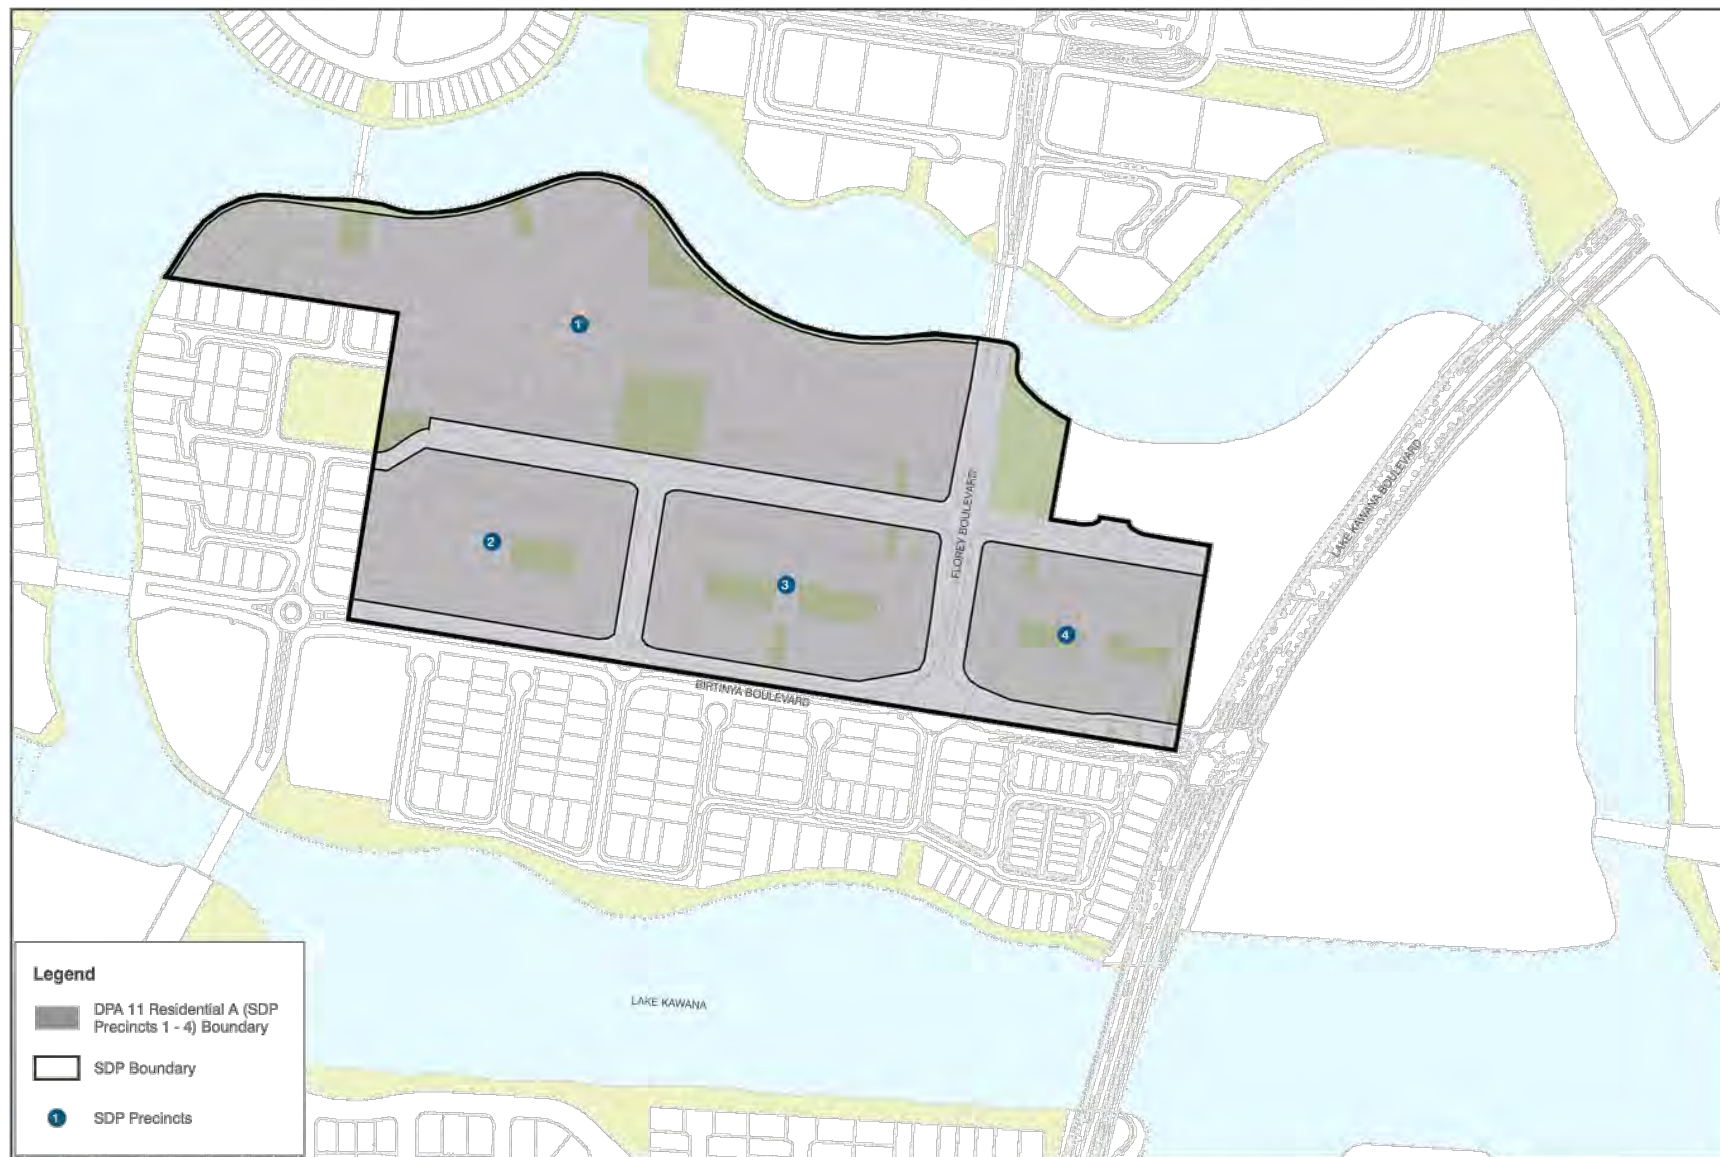 1
2
3
4
FLOREY BOULEVARD
LAKE KAWANA BOULEVARD
BIRTINYA BOULEVARD
LAKE KAWANA
Legend
DPA 11 Residential A (SDP
Precincts 1 - 4) Boundary
SDP Boundary
1 SDP Precincts